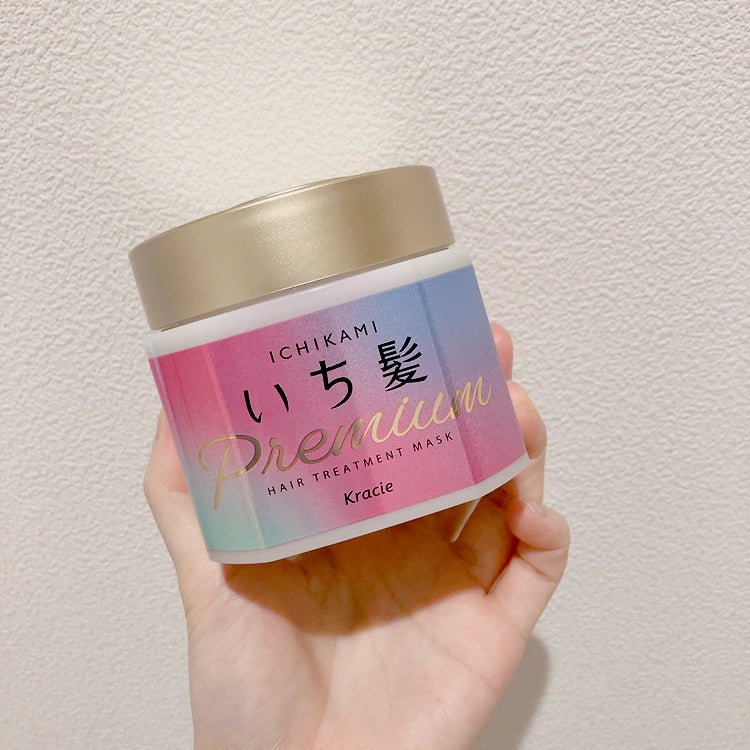 ICHIKAMI
いち髪
Premium
HAIR TREATMENT MASK
Kracie